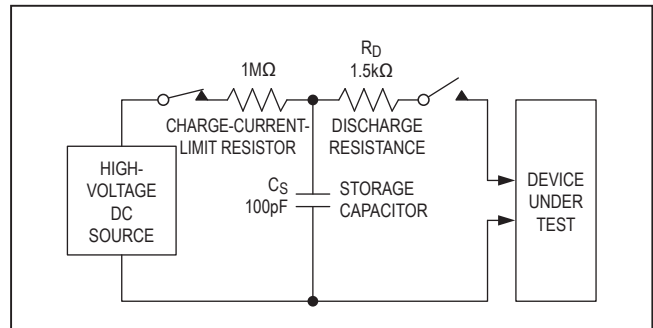 R_D
1MΩ
1.5kΩ
CHARGE-CURRENT-
LIMIT RESISTOR
DISCHARGE
RESISTANCE
HIGH-
VOLTAGE
DC
SOURCE
C_S
100pF
STORAGE
CAPACITOR
DEVICE
UNDER
TEST